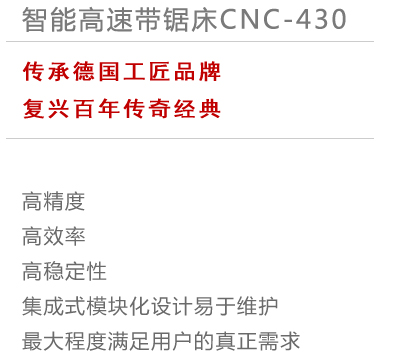 智能高速带锯床CNC-430
传承德国工匠品牌
复兴百年传奇经典
高精度
高效率
高稳定性
集成式模块化设计易于维护
最大程度满足用户的真正需求